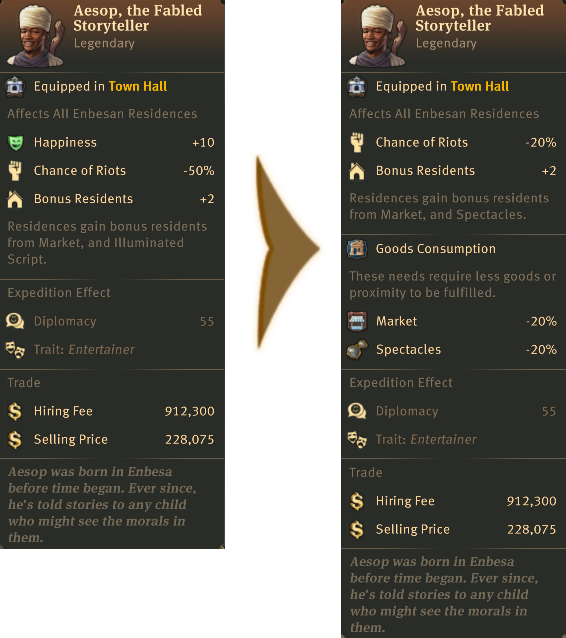 Aesop, the Fabled
Storyteller
Legendary
Equipped in Town Hall
Affects All Enbesan Residences
Happiness +10
Chance of Riots -50%
Bonus Residents +2
Residences gain bonus residents
from Market, and Illuminated
Script.
Expedition Effect
Diplomacy 55
Trait: Entertainer
Trade
Hiring Fee 912,300
Selling Price 228,075
Aesop was born in Enbesa
before time began. Ever since,
he's told stories to any child
who might see the morals in
them.
Aesop, the Fabled
Storyteller
Legendary
Equipped in Town Hall
Affects All Enbesan Residences
Chance of Riots -20%
Bonus Residents +2
Residences gain bonus residents
from Market, and Spectacles.
Goods Consumption
These needs require less goods or
proximity to be fulfilled.
Market -20%
Spectacles -20%
Expedition Effect
Diplomacy 55
Trait: Entertainer
Trade
Hiring Fee 912,300
Selling Price 228,075
Aesop was born in Enbesa
before time began. Ever since,
he's told stories to any child
who might see the morals in
them.